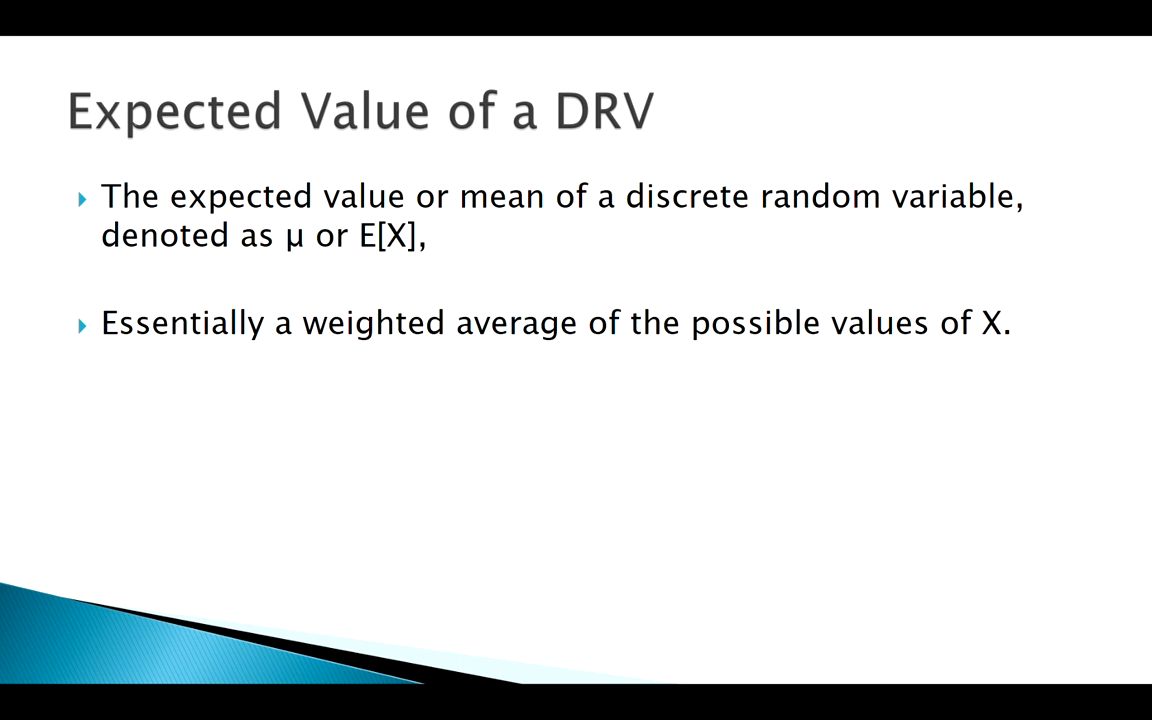 Expected Value of a DRV
The expected value or mean of a discrete random variable,
denoted as µ or E[X],
Essentially a weighted average of the possible values of X.